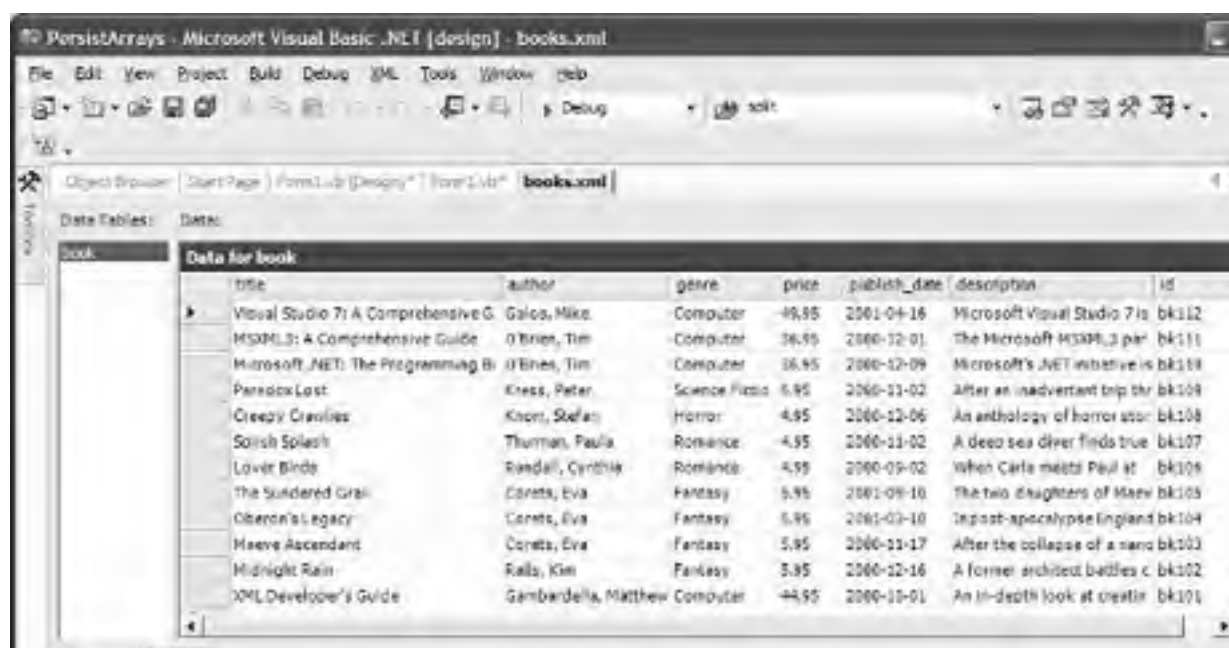 PersistArrays - Microsoft Visual Basic .NET [design] - books.xml
File Edit View Project Build Debug XML Tools Window Help
Debug split
Object Browser Start Page Form1.vb [Design]* Form1.vb* books.xml
Toolbox
Data Tables: Data:
book Data for book
title author genre price publish_date description id
Visual Studio 7: A Comprehensive G Galos, Mike Computer 49.95 2001-04-16 Microsoft Visual Studio 7 is bk112
MSXML3: A Comprehensive Guide O'Brien, Tim Computer 36.95 2000-12-01 The Microsoft MSXML3 par bk111
Microsoft .NET: The Programming Bi O'Brien, Tim Computer 36.95 2000-12-09 Microsoft's .NET initiative is bk110
Paradox Lost Kress, Peter Science Fictio 6.95 2000-11-02 After an inadvertant trip thr bk109
Creepy Crawlies Knorr, Stefan Horror 4.95 2000-12-06 An anthology of horror stor bk108
Splish Splash Thurman, Paula Romance 4.95 2000-11-02 A deep sea diver finds true bk107
Lover Birds Randall, Cynthia Romance 4.95 2000-09-02 When Carla meets Paul at bk106
The Sundered Grail Corets, Eva Fantasy 5.95 2001-09-10 The two daughters of Maev bk105
Oberon's Legacy Corets, Eva Fantasy 5.95 2001-03-10 In post-apocalypse England bk104
Maeve Ascendant Corets, Eva Fantasy 5.95 2000-11-17 After the collapse of a nano bk103
Midnight Rain Ralls, Kim Fantasy 5.95 2000-12-16 A former architect battles c bk102
XML Developer's Guide Gambardella, Matthew Computer 44.95 2000-10-01 An in-depth look at creatin bk101